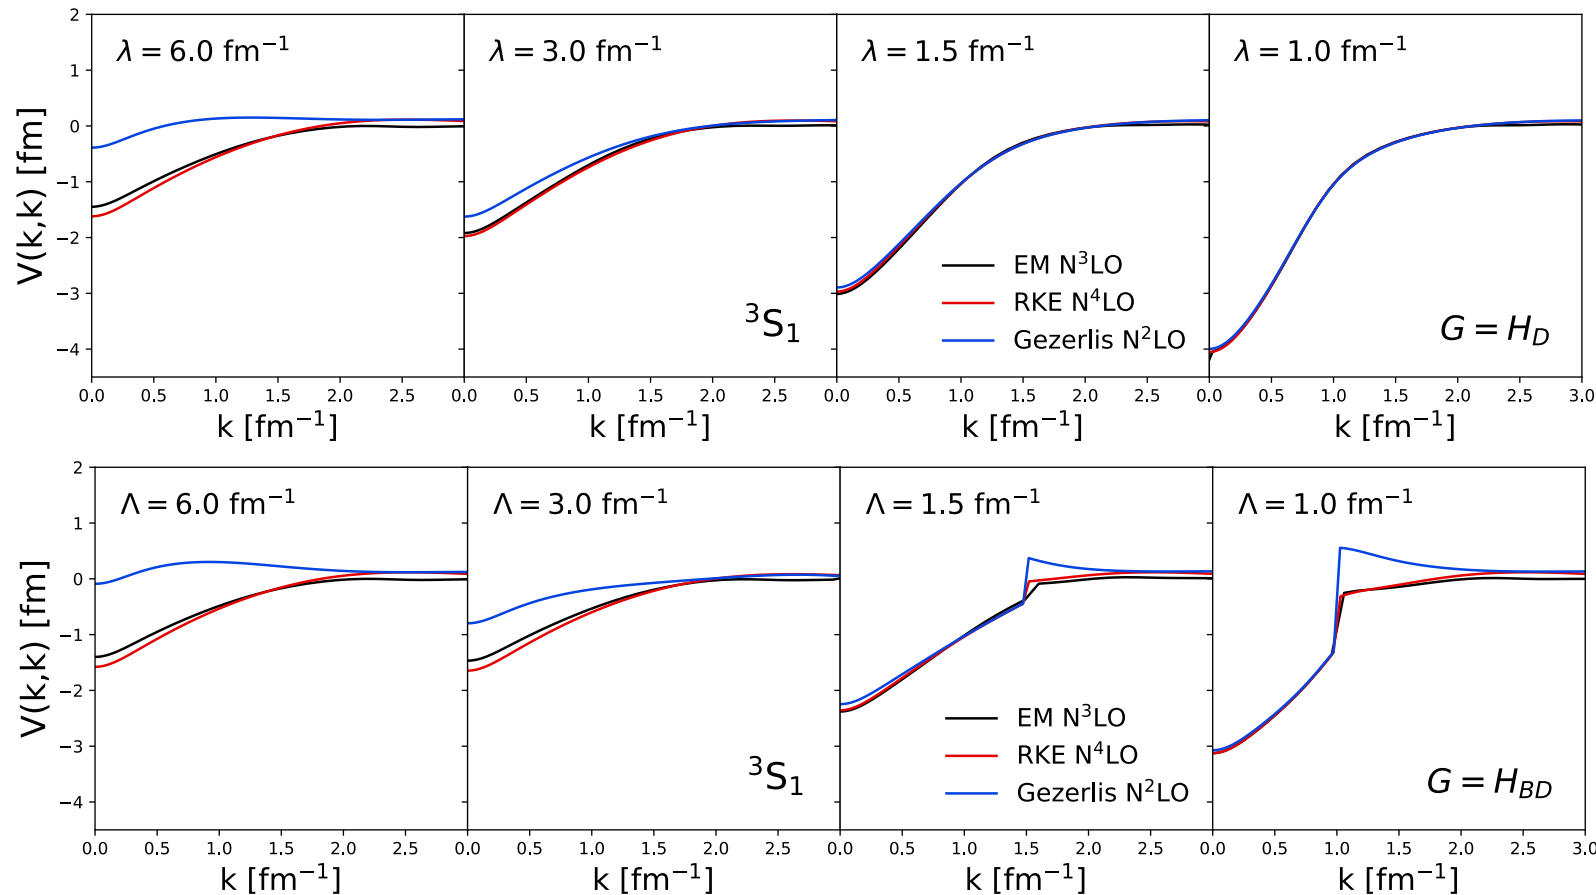 λ = 6.0 fm⁻¹
λ = 3.0 fm⁻¹
λ = 1.5 fm⁻¹
λ = 1.0 fm⁻¹
V(k,k) [fm]
2
1
0
−1
−2
−3
−4
³S₁
EM N³LO
RKE N⁴LO
Gezerlis N²LO
G = H_D
0.0 0.5 1.0 1.5 2.0 2.5 0.0 0.5 1.0 1.5 2.0 2.5 0.0 0.5 1.0 1.5 2.0 2.5 0.0 0.5 1.0 1.5 2.0 2.5 3.0
k [fm⁻¹] k [fm⁻¹] k [fm⁻¹] k [fm⁻¹]
Λ = 6.0 fm⁻¹
Λ = 3.0 fm⁻¹
Λ = 1.5 fm⁻¹
Λ = 1.0 fm⁻¹
V(k,k) [fm]
2
1
0
−1
−2
−3
−4
³S₁
EM N³LO
RKE N⁴LO
Gezerlis N²LO
G = H_BD
0.0 0.5 1.0 1.5 2.0 2.5 0.0 0.5 1.0 1.5 2.0 2.5 0.0 0.5 1.0 1.5 2.0 2.5 0.0 0.5 1.0 1.5 2.0 2.5 3.0
k [fm⁻¹] k [fm⁻¹] k [fm⁻¹] k [fm⁻¹]